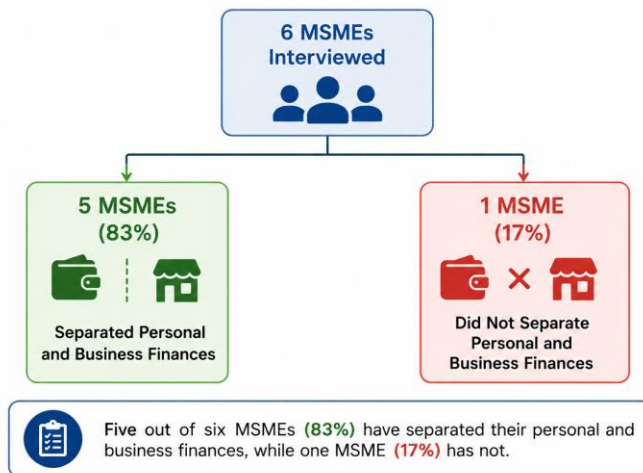 6 MSMEs
Interviewed
5 MSMEs
(83%)
Separated Personal
and Business Finances
1 MSME
(17%)
Did Not Separate
Personal and
Business Finances
Five out of six MSMEs (83%) have separated their personal and
business finances, while one MSME (17%) has not.